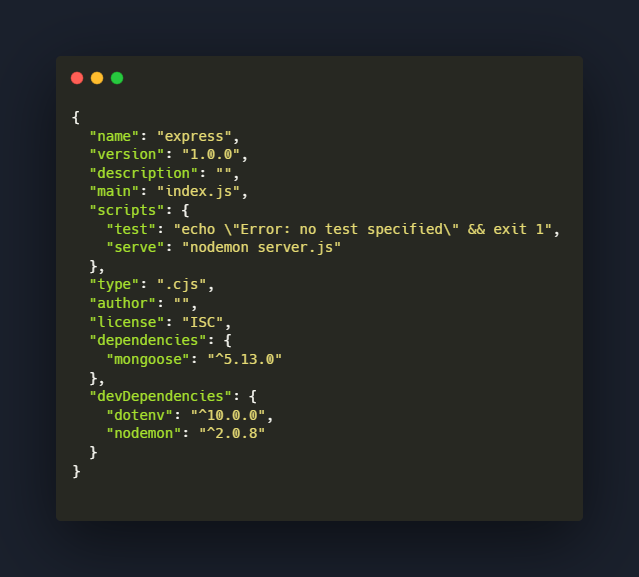 {
  "name": "express",
  "version": "1.0.0",
  "description": "",
  "main": "index.js",
  "scripts": {
    "test": "echo \"Error: no test specified\" && exit 1",
    "serve": "nodemon server.js"
  },
  "type": ".cjs",
  "author": "",
  "license": "ISC",
  "dependencies": {
    "mongoose": "^5.13.0"
  },
  "devDependencies": {
    "dotenv": "^10.0.0",
    "nodemon": "^2.0.8"
  }
}